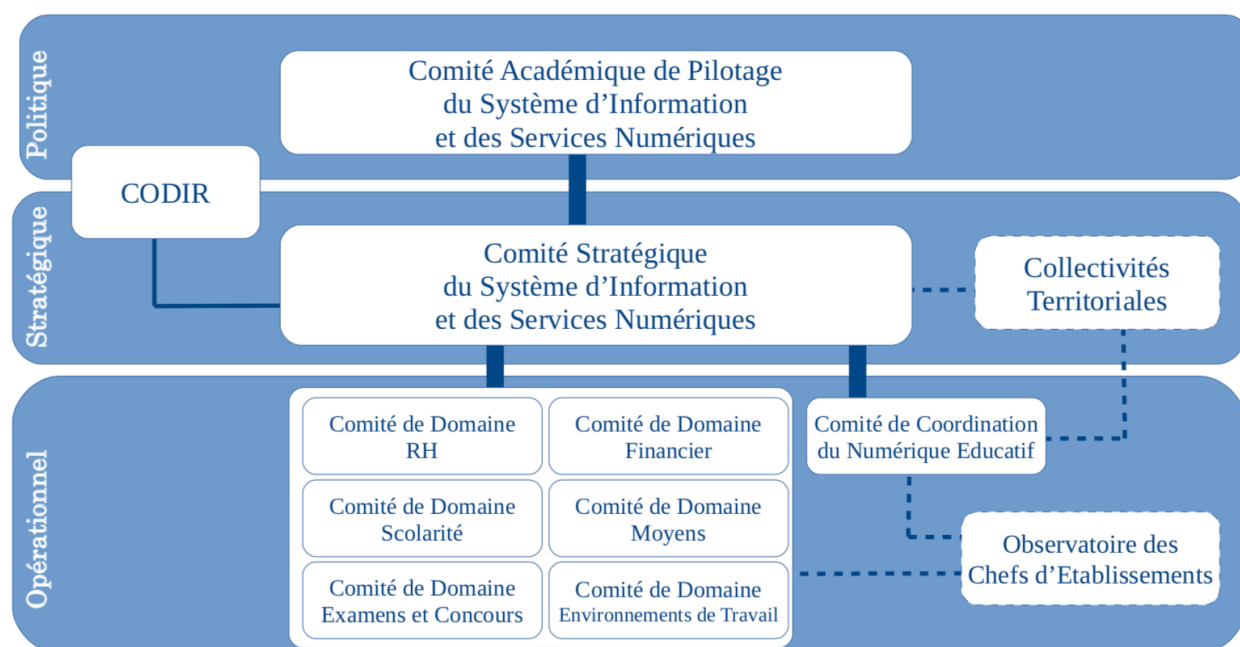 Politique
Comité Académique de Pilotage
du Système d’Information
et des Services Numériques
CODIR
Stratégique
Comité Stratégique
du Système d’Information
et des Services Numériques
Collectivités
Territoriales
Opérationnel
Comité de Domaine
RH
Comité de Domaine
Financier
Comité de Coordination
du Numérique Educatif
Comité de Domaine
Scolarité
Comité de Domaine
Moyens
Observatoire des
Chefs d’Etablissements
Comité de Domaine
Examens et Concours
Comité de Domaine
Environnements de Travail